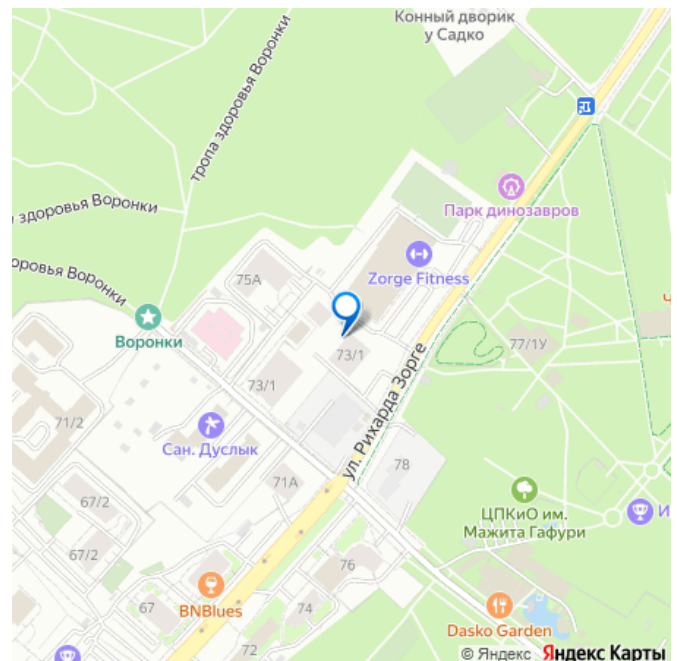 Конный дворик
у Садко
тропа здоровья Воронки
Парк динозавров
у здоровья Воронки
Zorge Fitness
оровья Воронки
75А
Воронки
73/1
77/1У
73/1
ул. Рихарда Зорге
71/2
Сан. Дуслык
78
71А
67/2
ЦПКиО им.
Мажита Гафури
И
67/2
76
67
BNBlues
74
Dasko Garden
72
© Яндекс Яндекс Карты